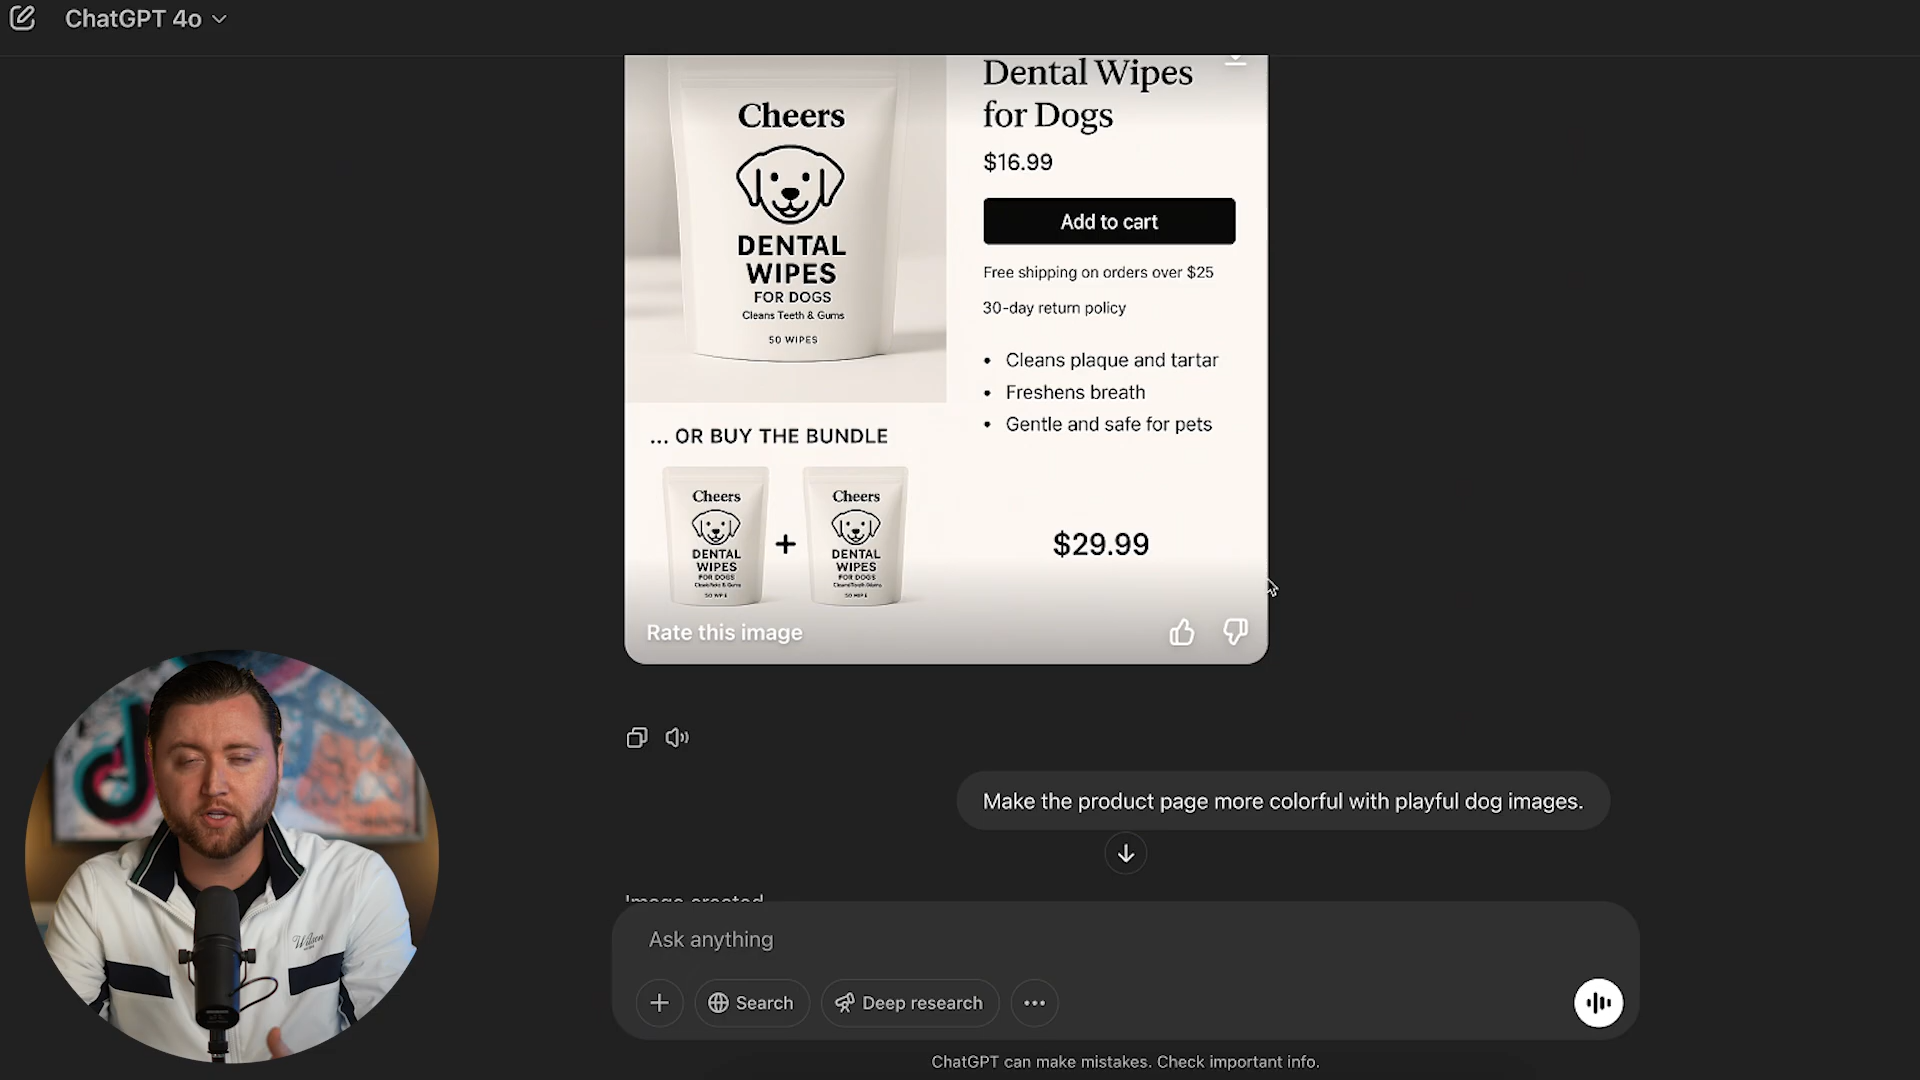 ChatGPT 4o
Dental Wipes
for Dogs
$16.99
Add to cart
Free shipping on orders over $25
30-day return policy
• Cleans plaque and tartar
• Freshens breath
• Gentle and safe for pets
Cheers
DENTAL
WIPES
FOR DOGS
Cleans Teeth & Gums
50 WIPES
... OR BUY THE BUNDLE
Cheers
DENTAL
WIPES
FOR DOGS
Cheers
DENTAL
WIPES
FOR DOGS
+
$29.99
Rate this image
Make the product page more colorful with playful dog images.
Image created
Ask anything
Search
Deep research
ChatGPT can make mistakes. Check important info.
Wilson